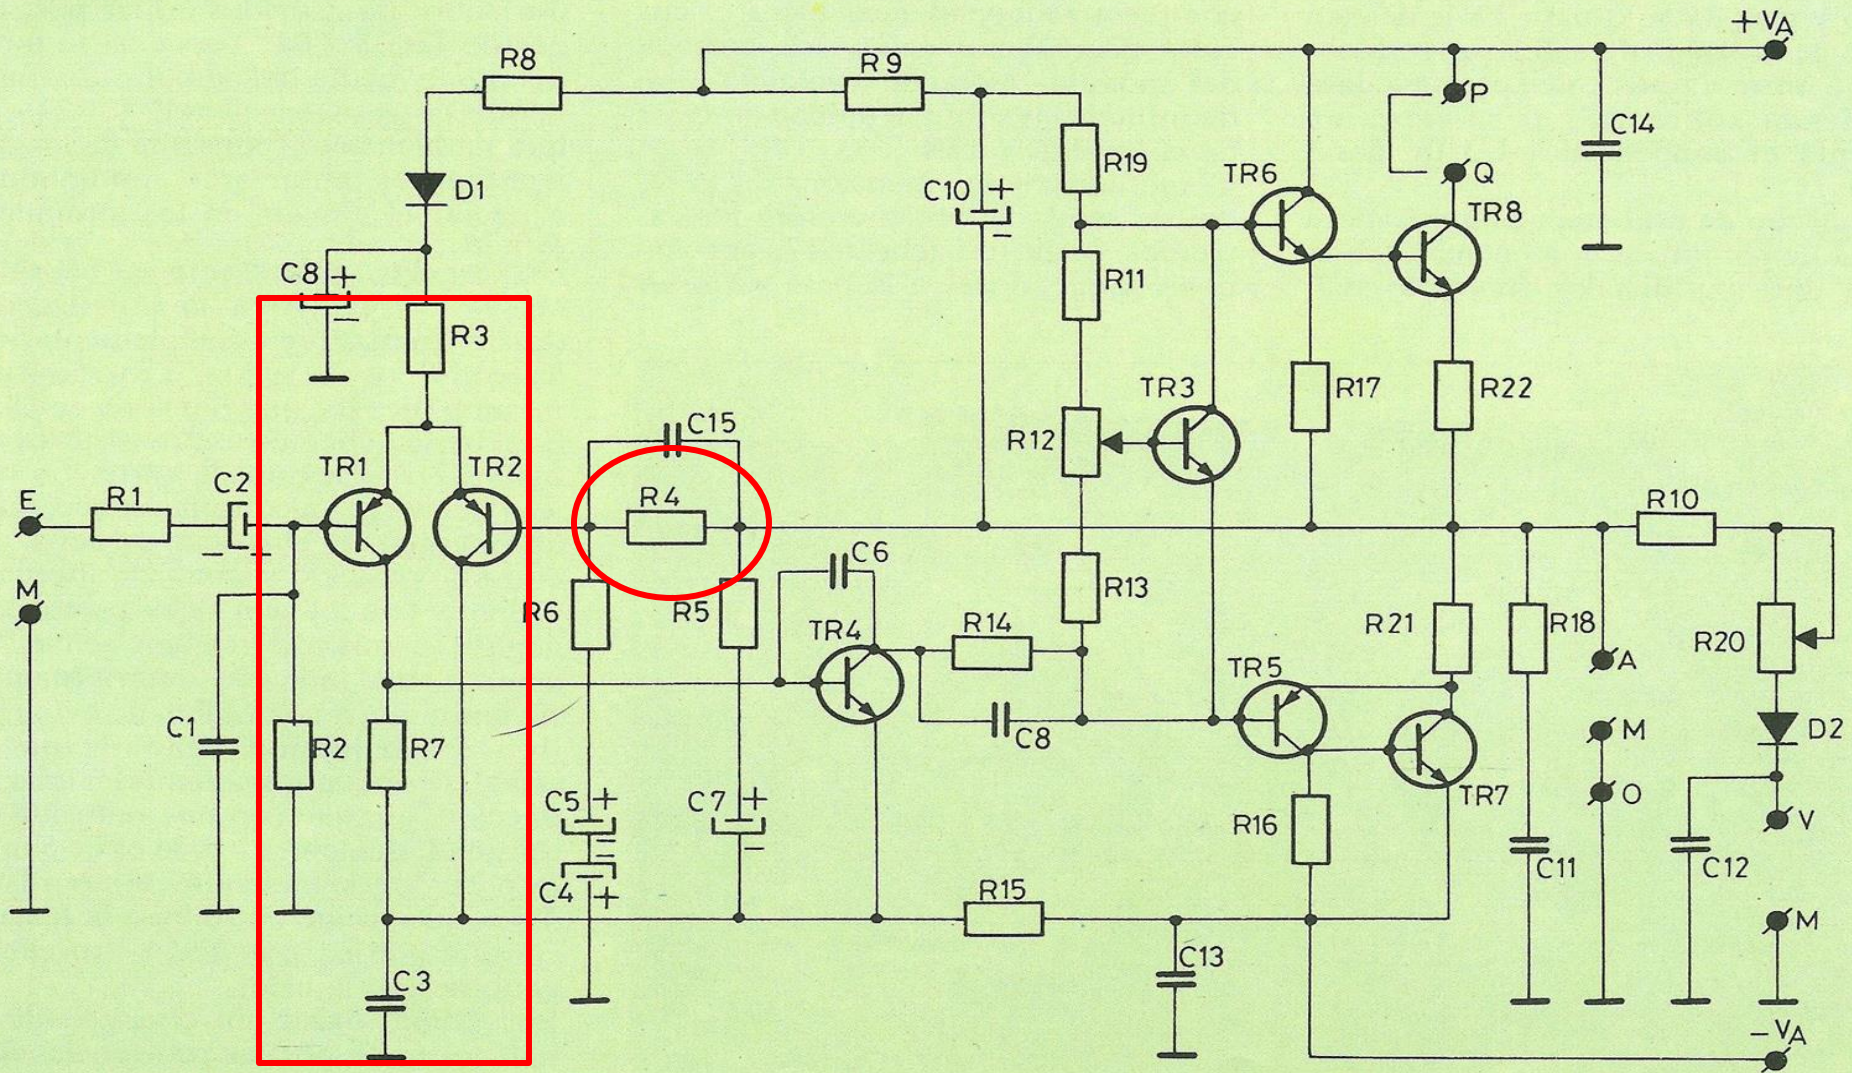 +VA
R8
R9
P
C14
R19
D1
C10
+
−
TR6
Q
TR8
C8
+
−
R3
R11
TR3
R17
R22
C15
R12
TR1
TR2
E
R1
C2
−
+
R4
R10
C6
R13
M
R6
R5
TR4
R14
R21
R18
A
R20
TR5
C1
R2
R7
C8
M
D2
TR7
O
C5
+
−
C7
+
−
R16
V
C4
−
+
C11
C12
R15
M
C3
C13
−VA